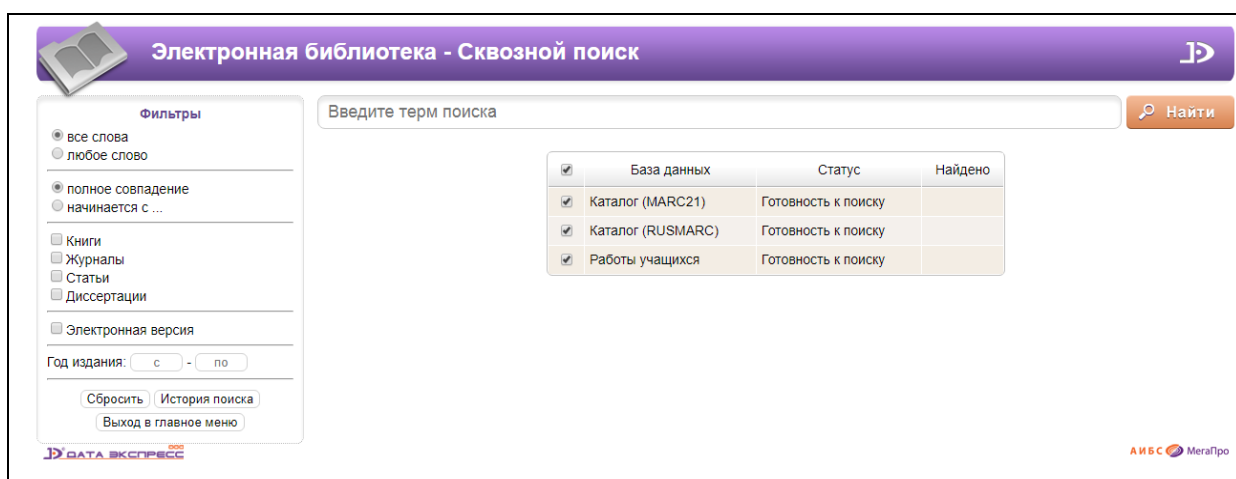 Электронная библиотека - Сквозной поиск
Фильтры
все слова
любое слово
полное совпадение
начинается с ...
Книги
Журналы
Статьи
Диссертации
Электронная версия
Год издания: с - по
Сбросить История поиска
Выход в главное меню
Введите терм поиска
Найти
База данных Статус Найдено
Каталог (MARC21) Готовность к поиску
Каталог (RUSMARC) Готовность к поиску
Работы учащихся Готовность к поиску
ДАТА ЭКСПРЕСС
АИБС МегаПро